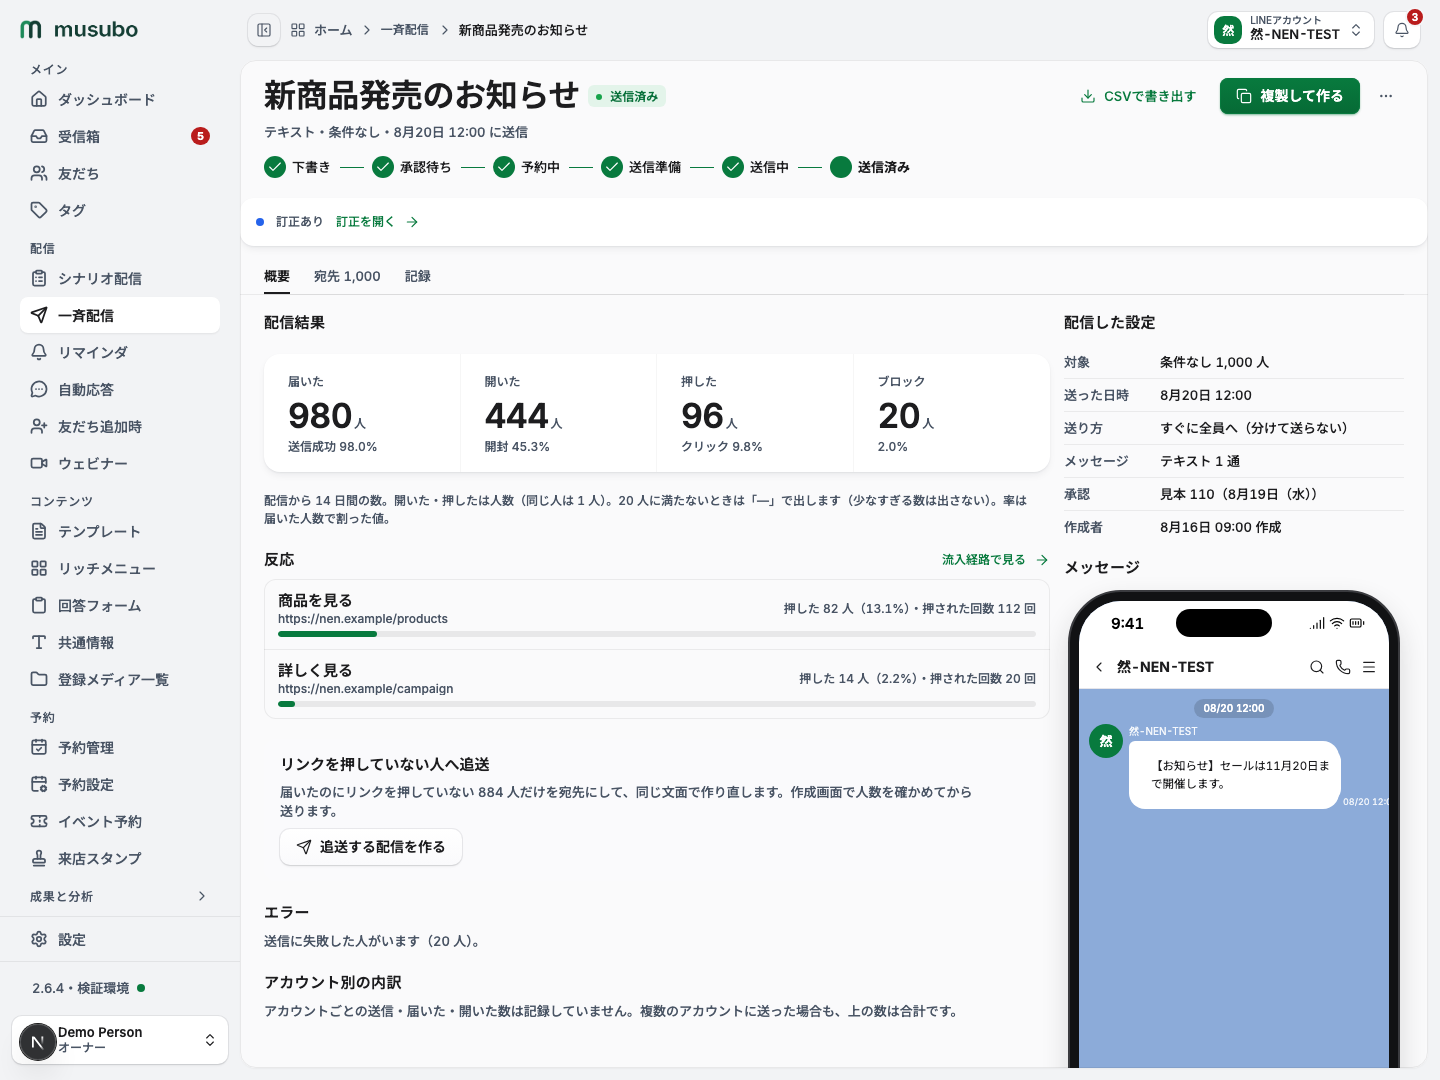 musubo
メイン
ダッシュボード
受信箱 5
友だち
タグ
配信
シナリオ配信
一斉配信
リマインダ
自動応答
友だち追加時
ウェビナー
コンテンツ
テンプレート
リッチメニュー
回答フォーム
共通情報
登録メディア一覧
予約
予約管理
予約設定
イベント予約
来店スタンプ
成果と分析
設定
2.6.4・検証環境
N
Demo Person
オーナー
ホーム 一斉配信 新商品発売のお知らせ
然 LINEアカウント
然-NEN-TEST
3
新商品発売のお知らせ 送信済み
CSVで書き出す 複製して作る
テキスト・条件なし・8月20日 12:00 に送信
下書き 承認待ち 予約中 送信準備 送信中 送信済み
訂正あり 訂正を開く
概要 宛先 1,000 記録
配信結果
届いた
980人
送信成功 98.0%
開いた
444人
開封 45.3%
押した
96人
クリック 9.8%
ブロック
20人
2.0%
配信から 14 日間の数。開いた・押したは人数（同じ人は 1 人）。20 人に満たないときは「—」で出します（少なすぎる数は出さない）。率は
届いた人数で割った値。
反応 流入経路で見る
商品を見る
https://nen.example/products
押した 82 人（13.1%）・押された回数 112 回
詳しく見る
https://nen.example/campaign
押した 14 人（2.2%）・押された回数 20 回
リンクを押していない人へ追送
届いたのにリンクを押していない 884 人だけを宛先にして、同じ文面で作り直します。作成画面で人数を確かめてから
送ります。
追送する配信を作る
エラー
送信に失敗した人がいます（20 人）。
アカウント別の内訳
アカウントごとの送信・届いた・開いた数は記録していません。複数のアカウントに送った場合も、上の数は合計です。
配信した設定
対象 条件なし 1,000 人
送った日時 8月20日 12:00
送り方 すぐに全員へ（分けて送らない）
メッセージ テキスト 1 通
承認 見本 110（8月19日（水））
作成者 8月16日 09:00 作成
メッセージ
9:41
然-NEN-TEST
08/20 12:00
然 然-NEN-TEST
【お知らせ】セールは11月20日ま
で開催します。
08/20 12:0